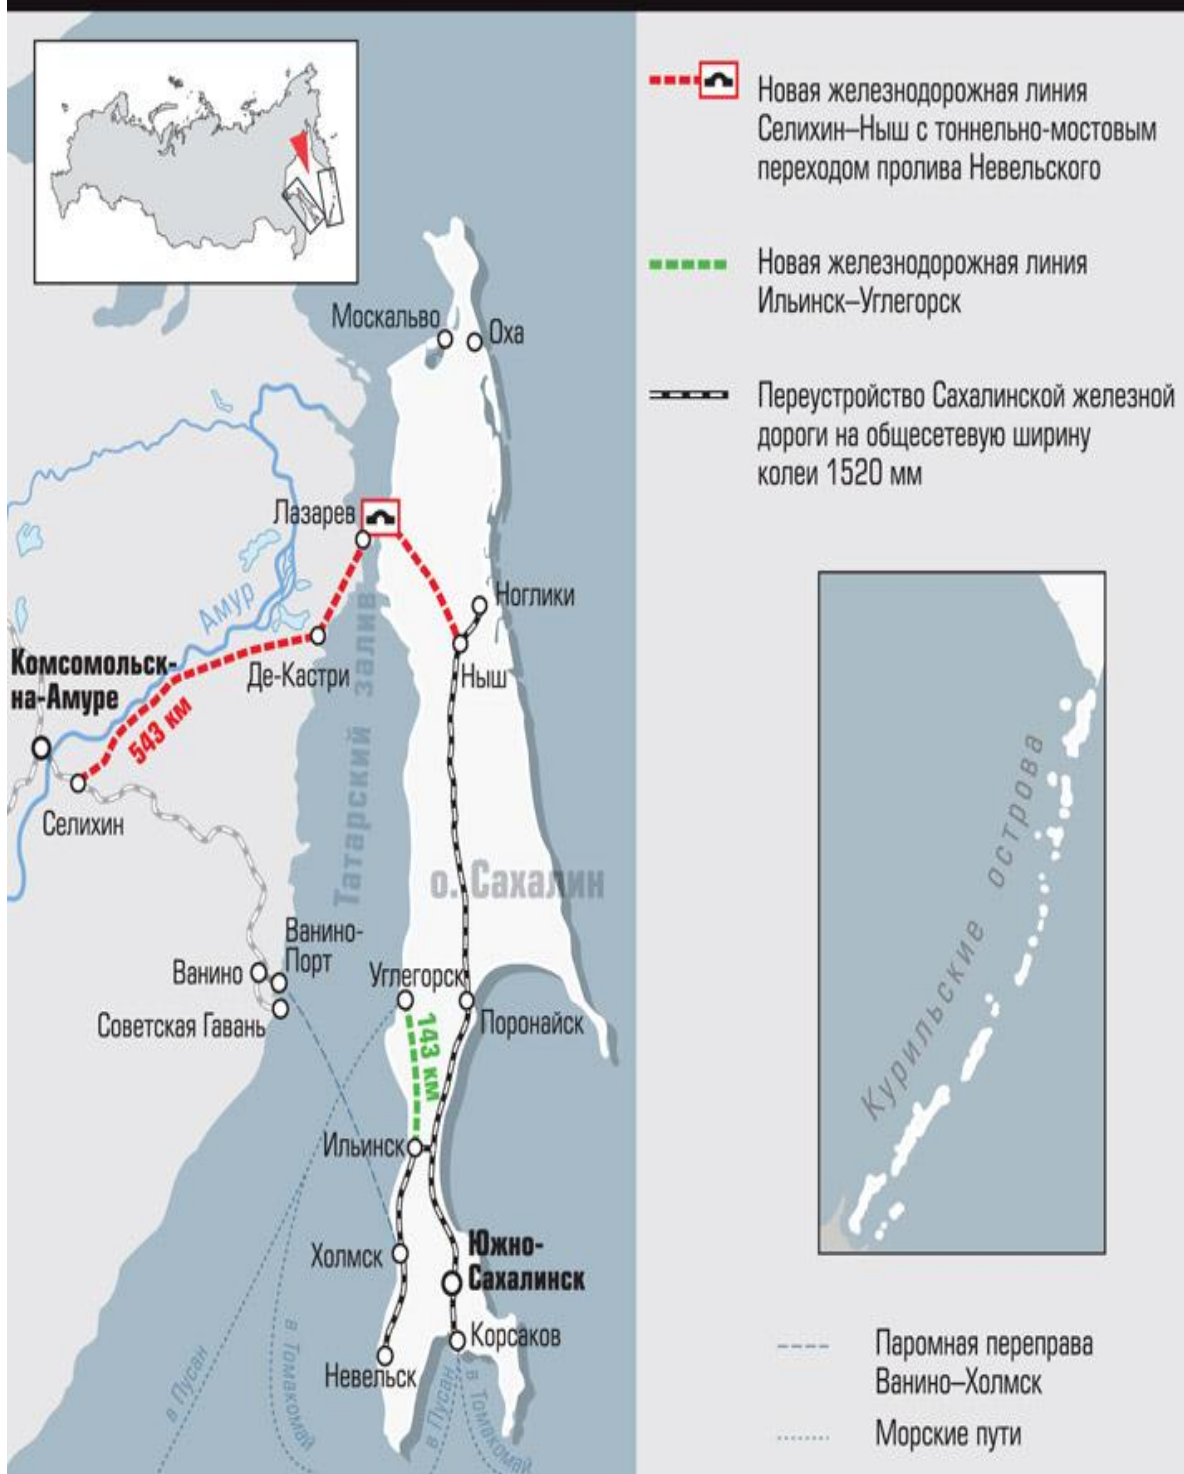 Новая железнодорожная линия
Селихин–Ныш с тоннельно-мостовым
переходом пролива Невельского
Новая железнодорожная линия
Ильинск–Углегорск
Переустройство Сахалинской железной
дороги на общесетевую ширину
колеи 1520 мм
Москальво
Оха
Лазарев
Амур
Ноглики
Комсомольск-
на-Амуре
Де-Кастри
Ныш
543 км
Татарский залив
Селихин
о. Сахалин
Ванино-
Порт
Ванино
Углегорск
Советская Гавань
Поронайск
143 км
Ильинск
Холмск
Южно-
Сахалинск
Корсаков
Невельск
в Пусан
в Томакомай
в Пусан
в Томакомай
Курильские острова
Паромная переправа
Ванино–Холмск
Морские пути